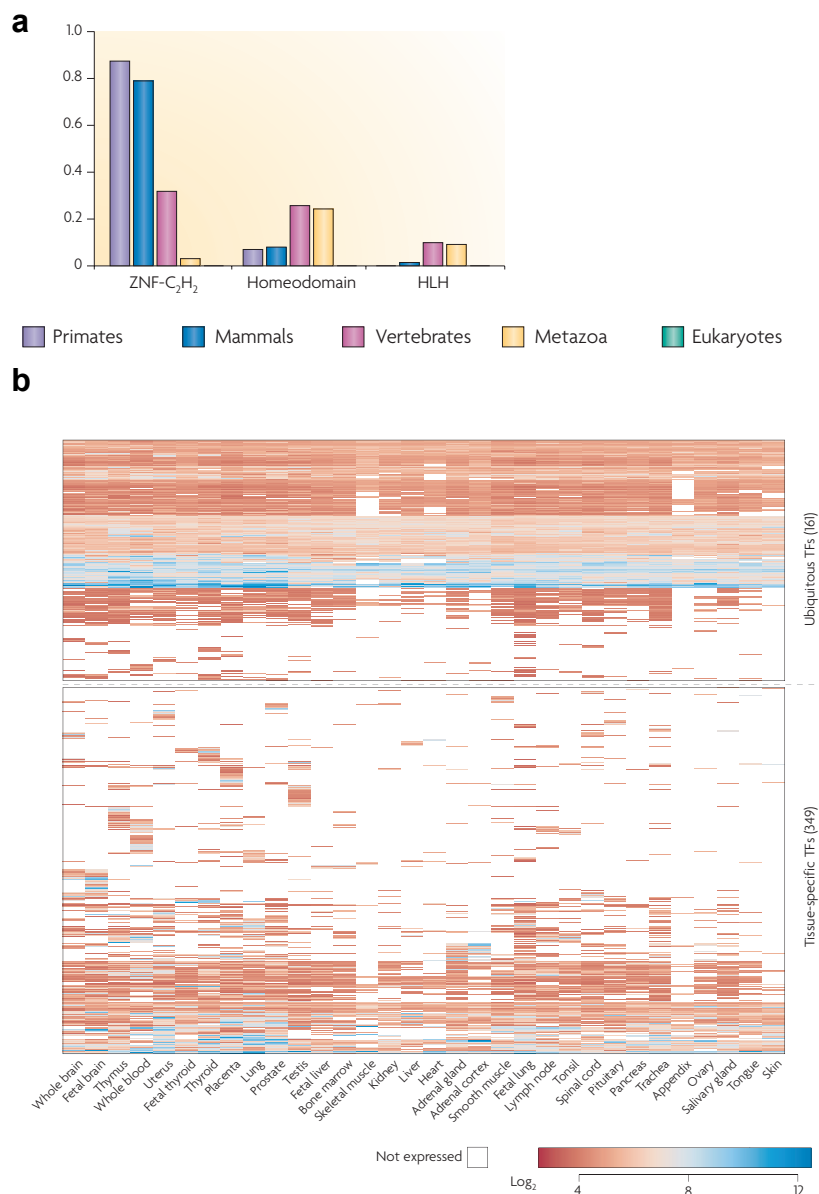 a
1.0
0.8
0.6
0.4
0.2
0
ZNF-C₂H₂ Homeodomain HLH
Primates Mammals Vertebrates Metazoa Eukaryotes
b
Ubiquitous TFs (161)
Tissue-specific TFs (349)
Whole brain
Fetal brain
Thymus
Whole blood
Uterus
Fetal thyroid
Thyroid
Placenta
Lung
Prostate
Testis
Fetal liver
Bone marrow
Skeletal muscle
Kidney
Liver
Heart
Adrenal gland
Adrenal cortex
Smooth muscle
Fetal lung
Lymph node
Tonsil
Spinal cord
Pituitary
Pancreas
Trachea
Appendix
Ovary
Salivary gland
Tongue
Skin
Not expressed
Log₂ 4 8 12